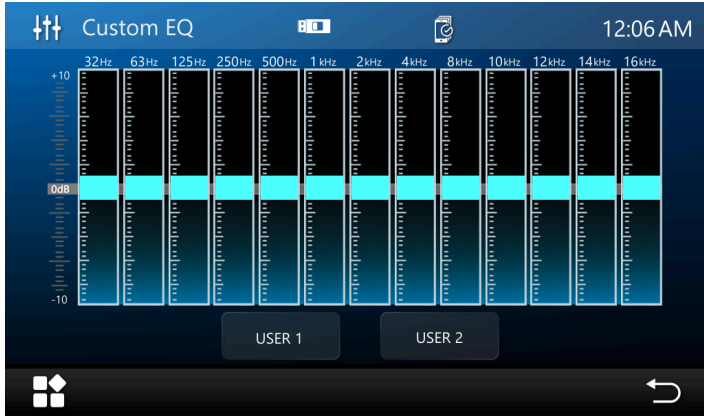 Custom EQ 12:06 AM
32Hz 63Hz 125Hz 250Hz 500Hz 1kHz 2kHz 4kHz 8kHz 10kHz 12kHz 14kHz 16kHz
+10
0dB
-10
USER 1 USER 2